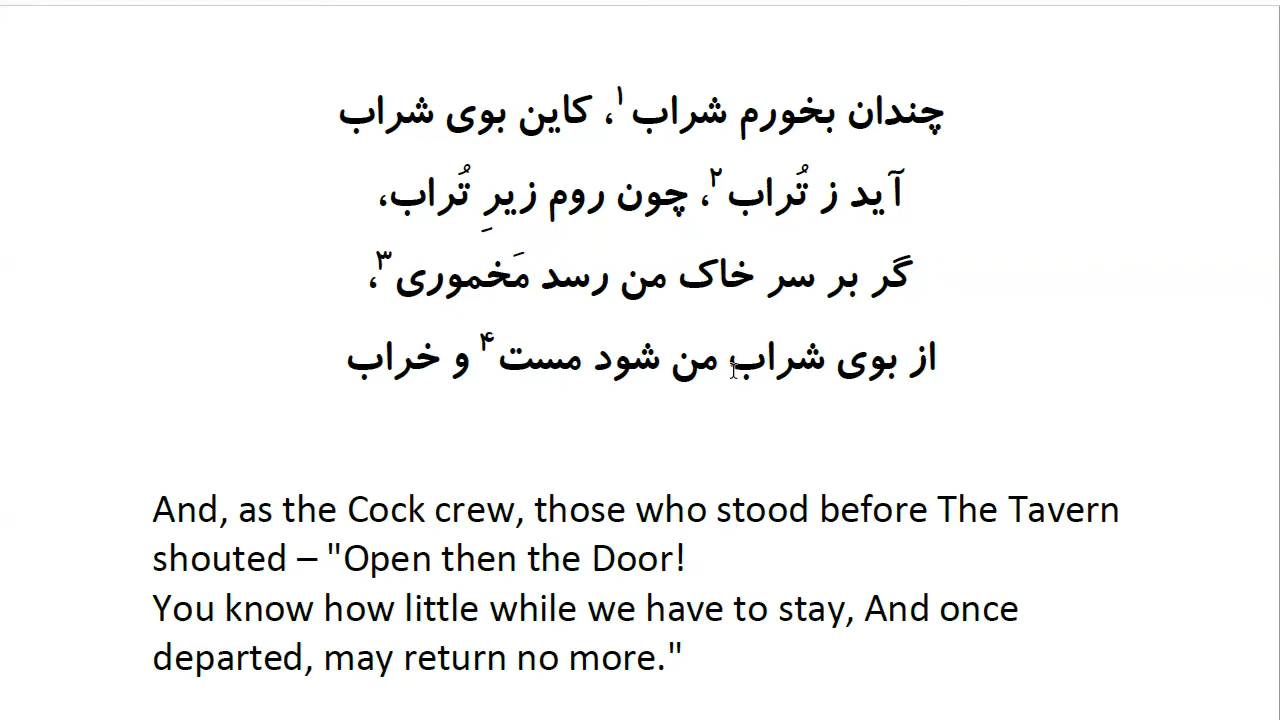 چندان بخورم شراب۱، کاین بوی شراب
آید ز تُراب۲، چون روم زیرِ تُراب،
گر بر سر خاک من رسد مَخموری۳،
از بوی شراب من شود مست۴ و خراب
And, as the Cock crew, those who stood before The Tavern
shouted – "Open then the Door!
You know how little while we have to stay, And once
departed, may return no more."